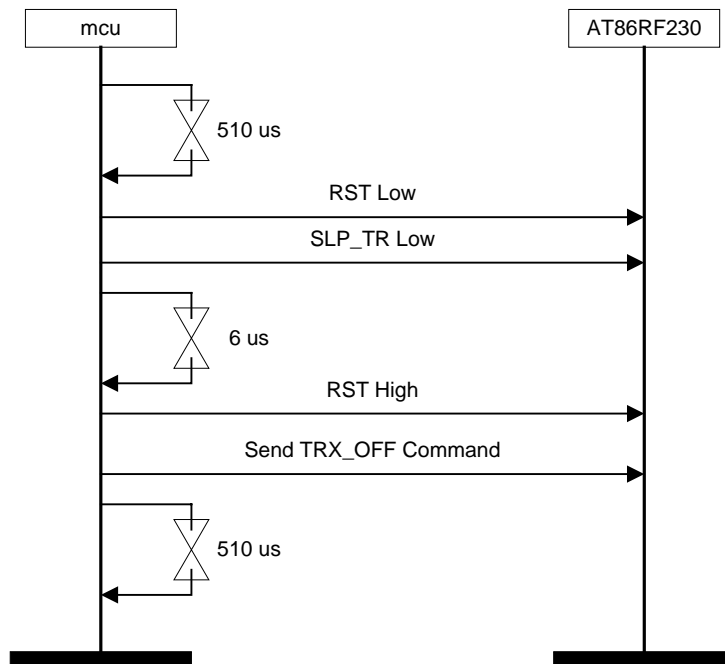 mcu
AT86RF230
510 us
RST Low
SLP_TR Low
6 us
RST High
Send TRX_OFF Command
510 us